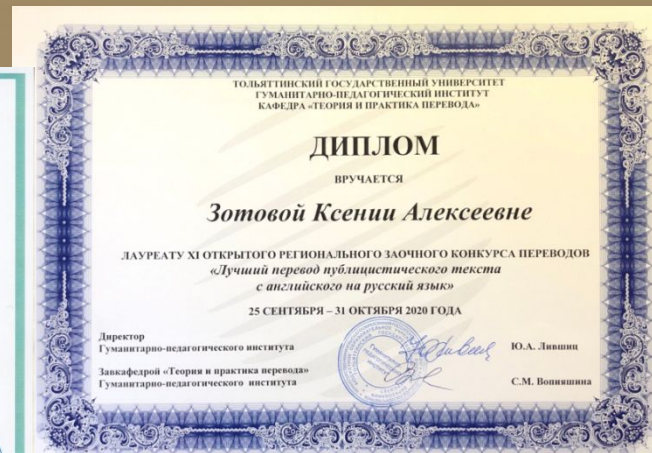 ТОЛЬЯТТИНСКИЙ ГОСУДАРСТВЕННЫЙ УНИВЕРСИТЕТ
ГУМАНИТАРНО-ПЕДАГОГИЧЕСКИЙ ИНСТИТУТ
КАФЕДРА «ТЕОРИЯ И ПРАКТИКА ПЕРЕВОДА»
ДИПЛОМ
ВРУЧАЕТСЯ
Зотовой Ксении Алексеевне
ЛАУРЕАТУ XI ОТКРЫТОГО РЕГИОНАЛЬНОГО ЗАОЧНОГО КОНКУРСА ПЕРЕВОДОВ
«Лучший перевод публицистического текста
с английского на русский язык»
25 СЕНТЯБРЯ – 31 ОКТЯБРЯ 2020 ГОДА
Директор
Гуманитарно-педагогического института Ю.А. Лившиц
Завкафедрой «Теория и практика перевода»
Гуманитарно-педагогического института С.М. Вопияшина